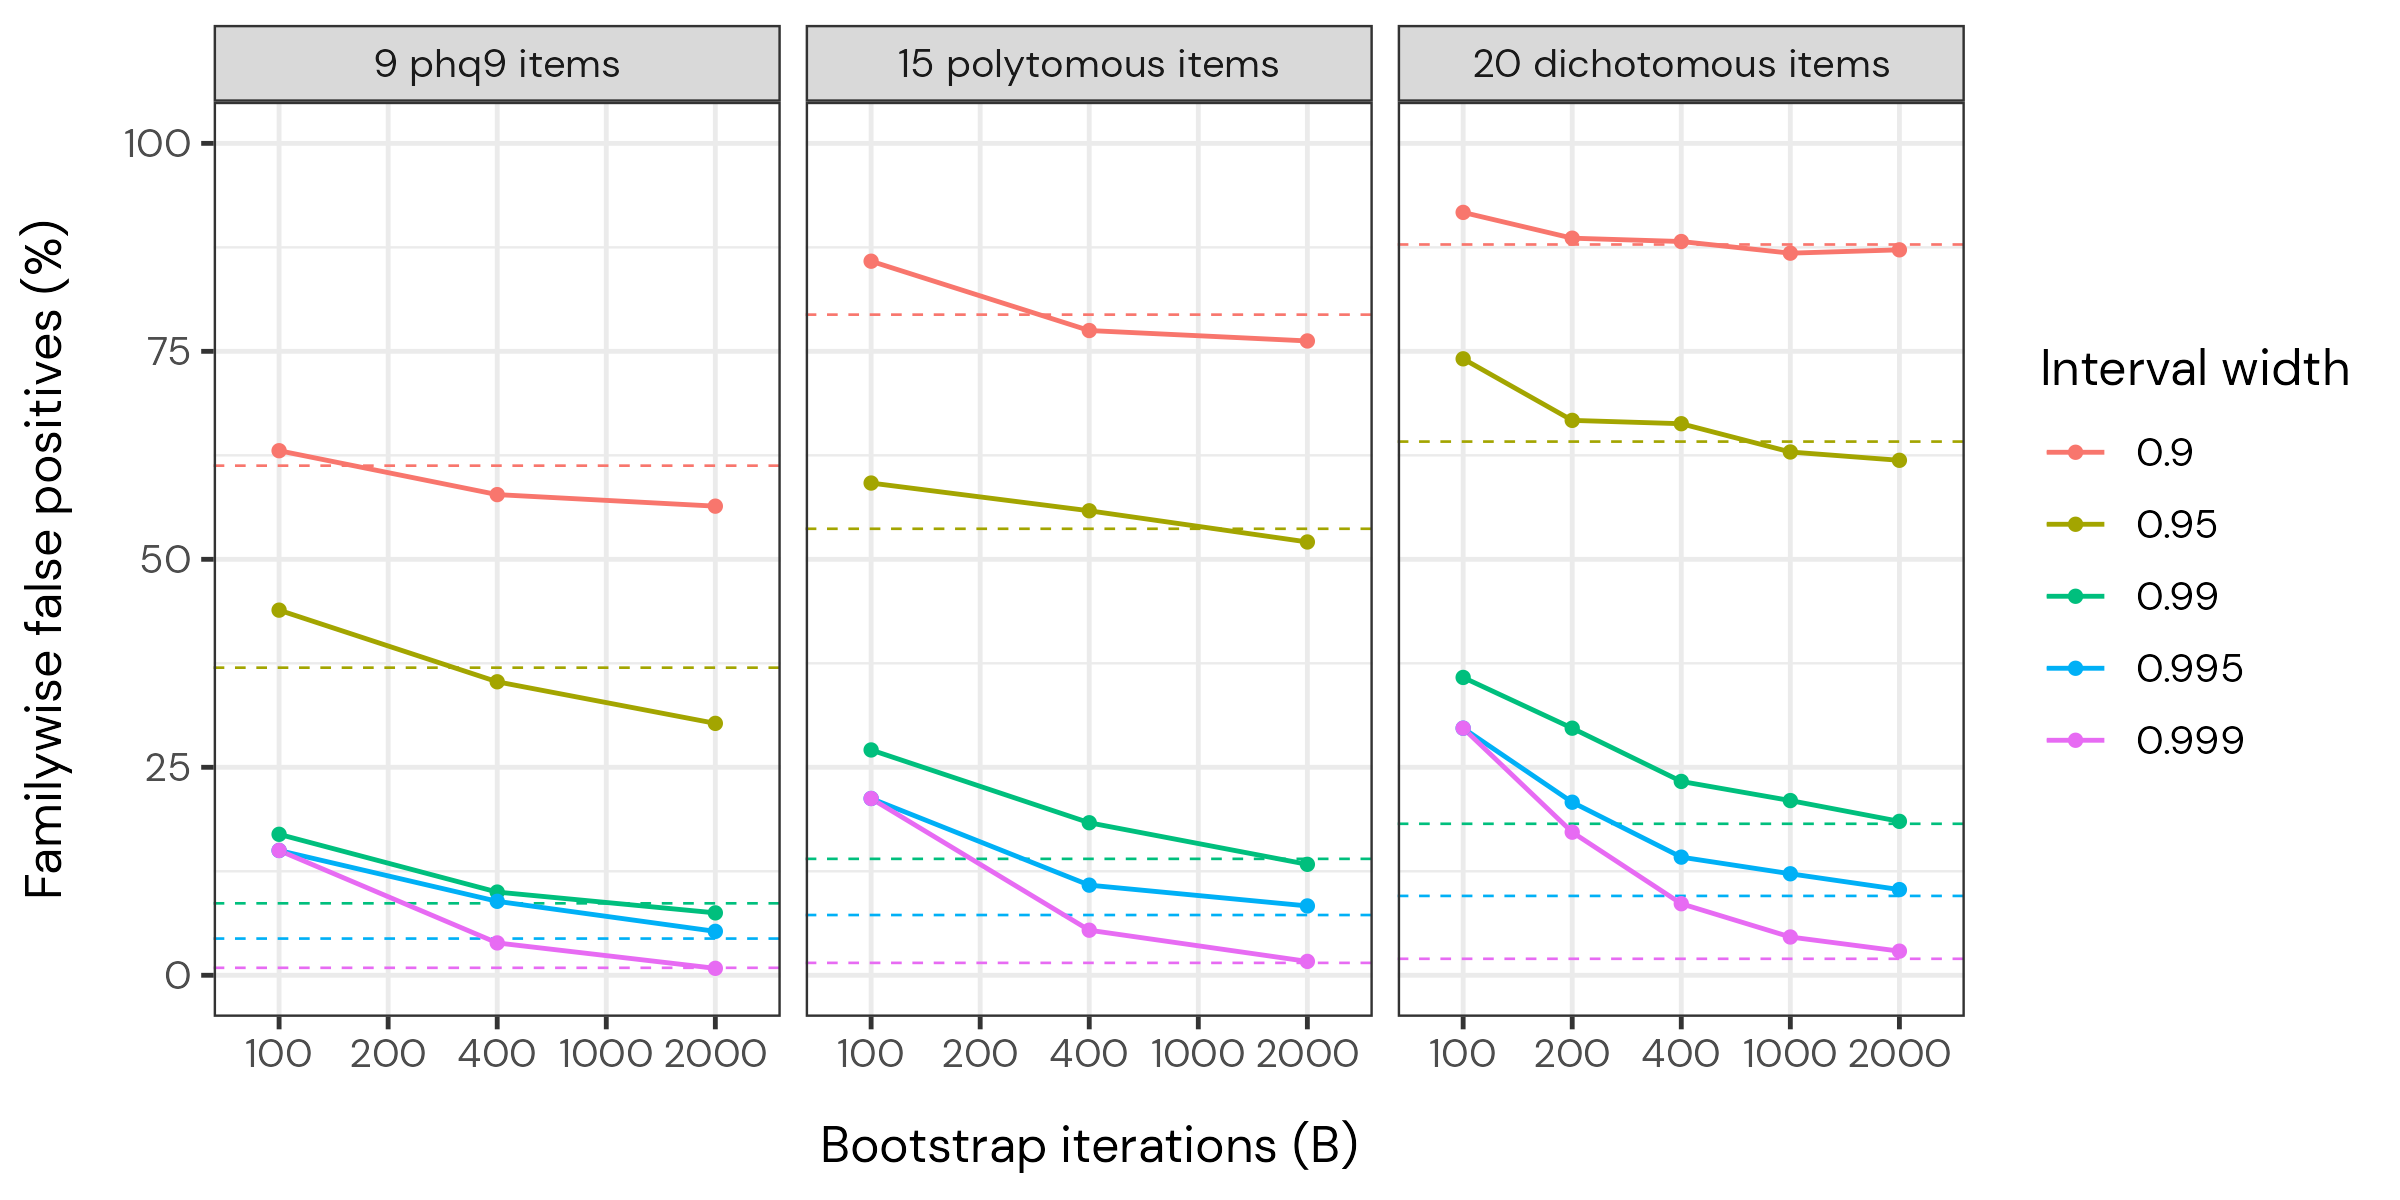 9 phq9 items
15 polytomous items
20 dichotomous items
Familywise false positives (%)
100
75
50
25
0
100 200 400 1000 2000
100 200 400 1000 2000
100 200 400 1000 2000
Bootstrap iterations (B)
Interval width
0.9
0.95
0.99
0.995
0.999